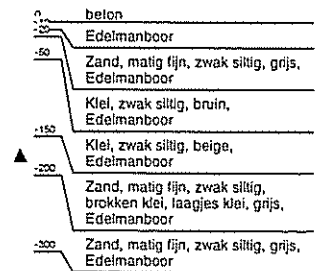 0
beton
-20
Edelmanboor
-50
Zand, matig fijn, zwak siltig, grijs,
Edelmanboor
Klei, zwak siltig, bruin,
Edelmanboor
-150
Klei, zwak siltig, beige,
Edelmanboor
-200
Zand, matig fijn, zwak siltig,
brokken klei, laagjes klei, grijs,
Edelmanboor
-300
Zand, matig fijn, zwak siltig, grijs,
Edelmanboor